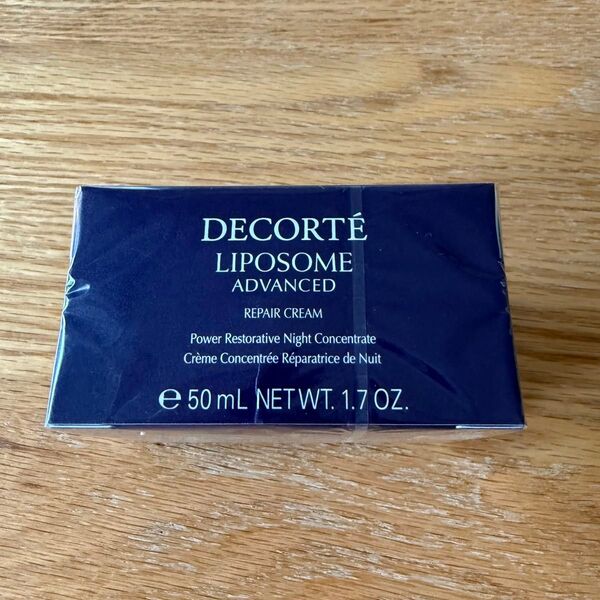 DECORTÉ
LIPOSOME
ADVANCED
REPAIR CREAM
Power Restorative Night Concentrate
Crème Concentrée Réparatrice de Nuit
℮ 50 mL NET WT. 1.7 OZ.